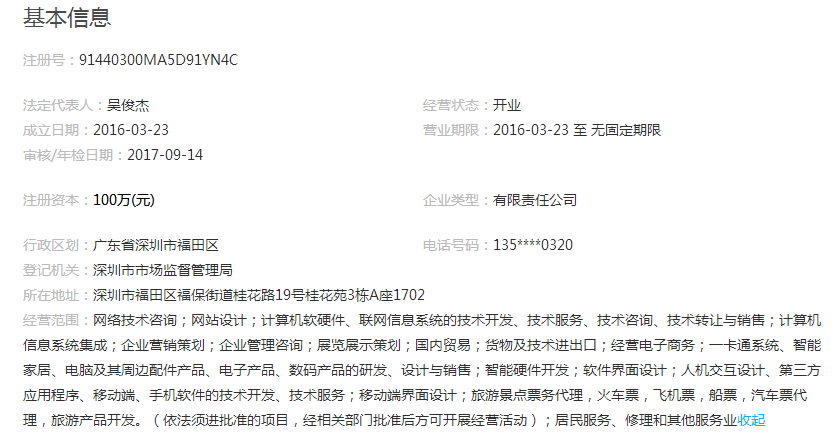 基本信息
注册号：91440300MA5D91YN4C
法定代表人：吴俊杰 经营状态：开业
成立日期：2016-03-23 营业期限：2016-03-23 至 无固定期限
审核/年检日期：2017-09-14
注册资本：100万(元) 企业类型：有限责任公司
行政区划：广东省深圳市福田区 电话号码：135****0320
登记机关：深圳市市场监督管理局
所在地址：深圳市福田区福保街道桂花路19号桂花苑3栋A座1702
经营范围：网络技术咨询；网站设计；计算机软硬件、联网信息系统的技术开发、技术服务、技术咨询、技术转让与销售；计算机
信息系统集成；企业营销策划；企业管理咨询；展览展示策划；国内贸易；货物及技术进出口；经营电子商务；一卡通系统、智能
家居、电脑及其周边配件产品、电子产品、数码产品的研发、设计与销售；智能硬件开发；软件界面设计；人机交互设计、第三方
应用程序、移动端、手机软件的技术开发、技术服务；移动端界面设计；旅游景点票务代理，火车票，飞机票，船票，汽车票代
理，旅游产品开发。（依法须进批准的项目，经相关部门批准后方可开展经营活动）；居民服务、修理和其他服务业收起